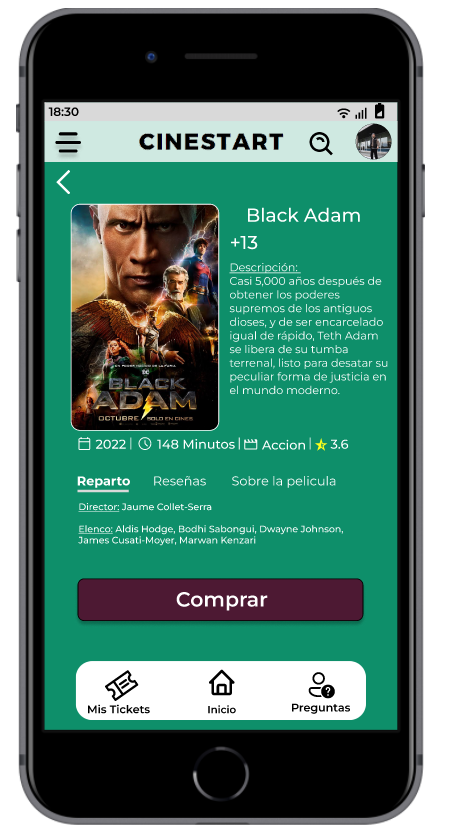 18:30
CINESTART
Black Adam
+13
Descripción:
Casi 5,000 años después de
obtener los poderes
supremos de los antiguos
dioses, y de ser encarcelado
igual de rápido, Teth Adam
se libera de su tumba
terrenal, listo para desatar su
peculiar forma de justicia en
el mundo moderno.
DC
BLACK
ADAM
OCTUBRE SOLO EN CINES
2022 | 148 Minutos | Accion | 3.6
Reparto Reseñas Sobre la pelicula
Director: Jaume Collet-Serra
Elenco: Aldis Hodge, Bodhi Sabongui, Dwayne Johnson,
James Cusati-Moyer, Marwan Kenzari
Comprar
Mis Tickets Inicio Preguntas